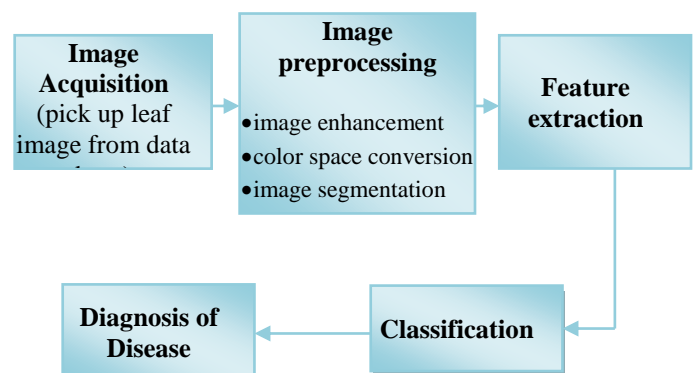 Image
Acquisition
(pick up leaf
image from data
Image
preprocessing
•image enhancement
•color space conversion
•image segmentation
Feature
extraction
Diagnosis of
Disease
Classification